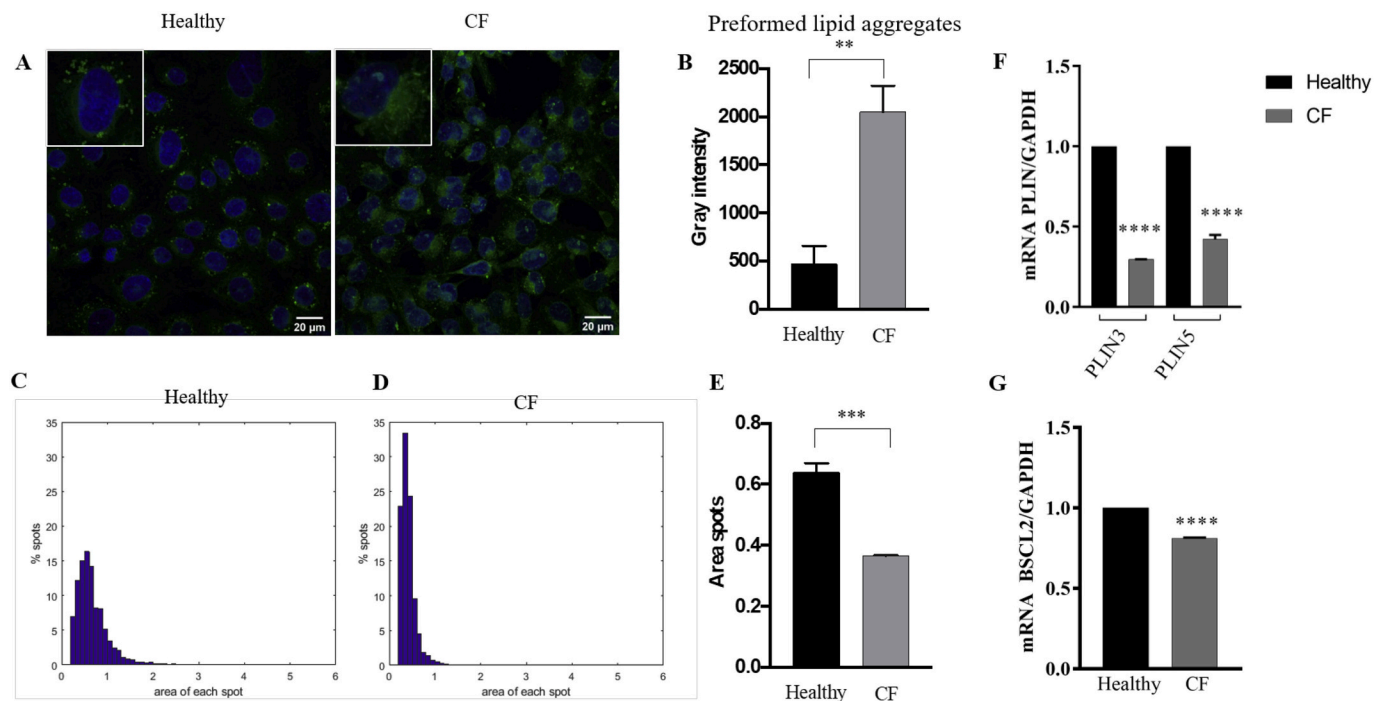 Healthy
CF
A
20 µm
20 µm
Preformed lipid aggregates
B
**
2500
2000
1500
1000
500
0
Gray intensity
Healthy
CF
F
1.5
1.0
0.5
0.0
mRNA PLIN/GAPDH
****
****
PLIN3
PLIN5
Healthy
CF
C
Healthy
35
30
25
20
15
10
5
0
% spots
0 1 2 3 4 5 6
area of each spot
D
CF
35
30
25
20
15
10
5
0
% spots
0 1 2 3 4 5 6
area of each spot
E
***
0.8
0.6
0.4
0.2
0.0
Area spots
Healthy
CF
G
1.5
1.0
0.5
0.0
mRNA BSCL2/GAPDH
****
Healthy
CF